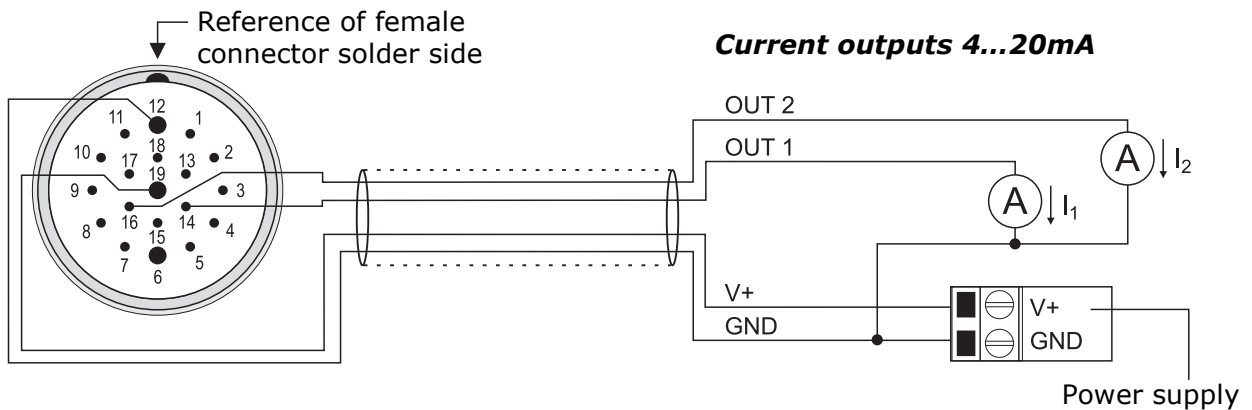 Reference of female
connector solder side
Current outputs 4...20mA
12
11
1
10
17
18
13
2
19
9
3
16
14
8
15
4
7
6
5
OUT 2
OUT 1
A
I₂
A
I₁
V+
GND
V+
GND
Power supply